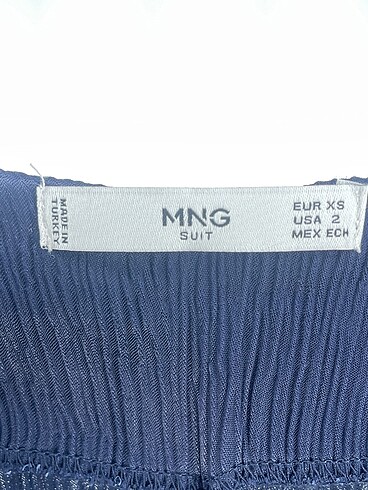 MADE IN
TURKEY
MNG
SUIT
EUR XS
USA 2
MEX ECH